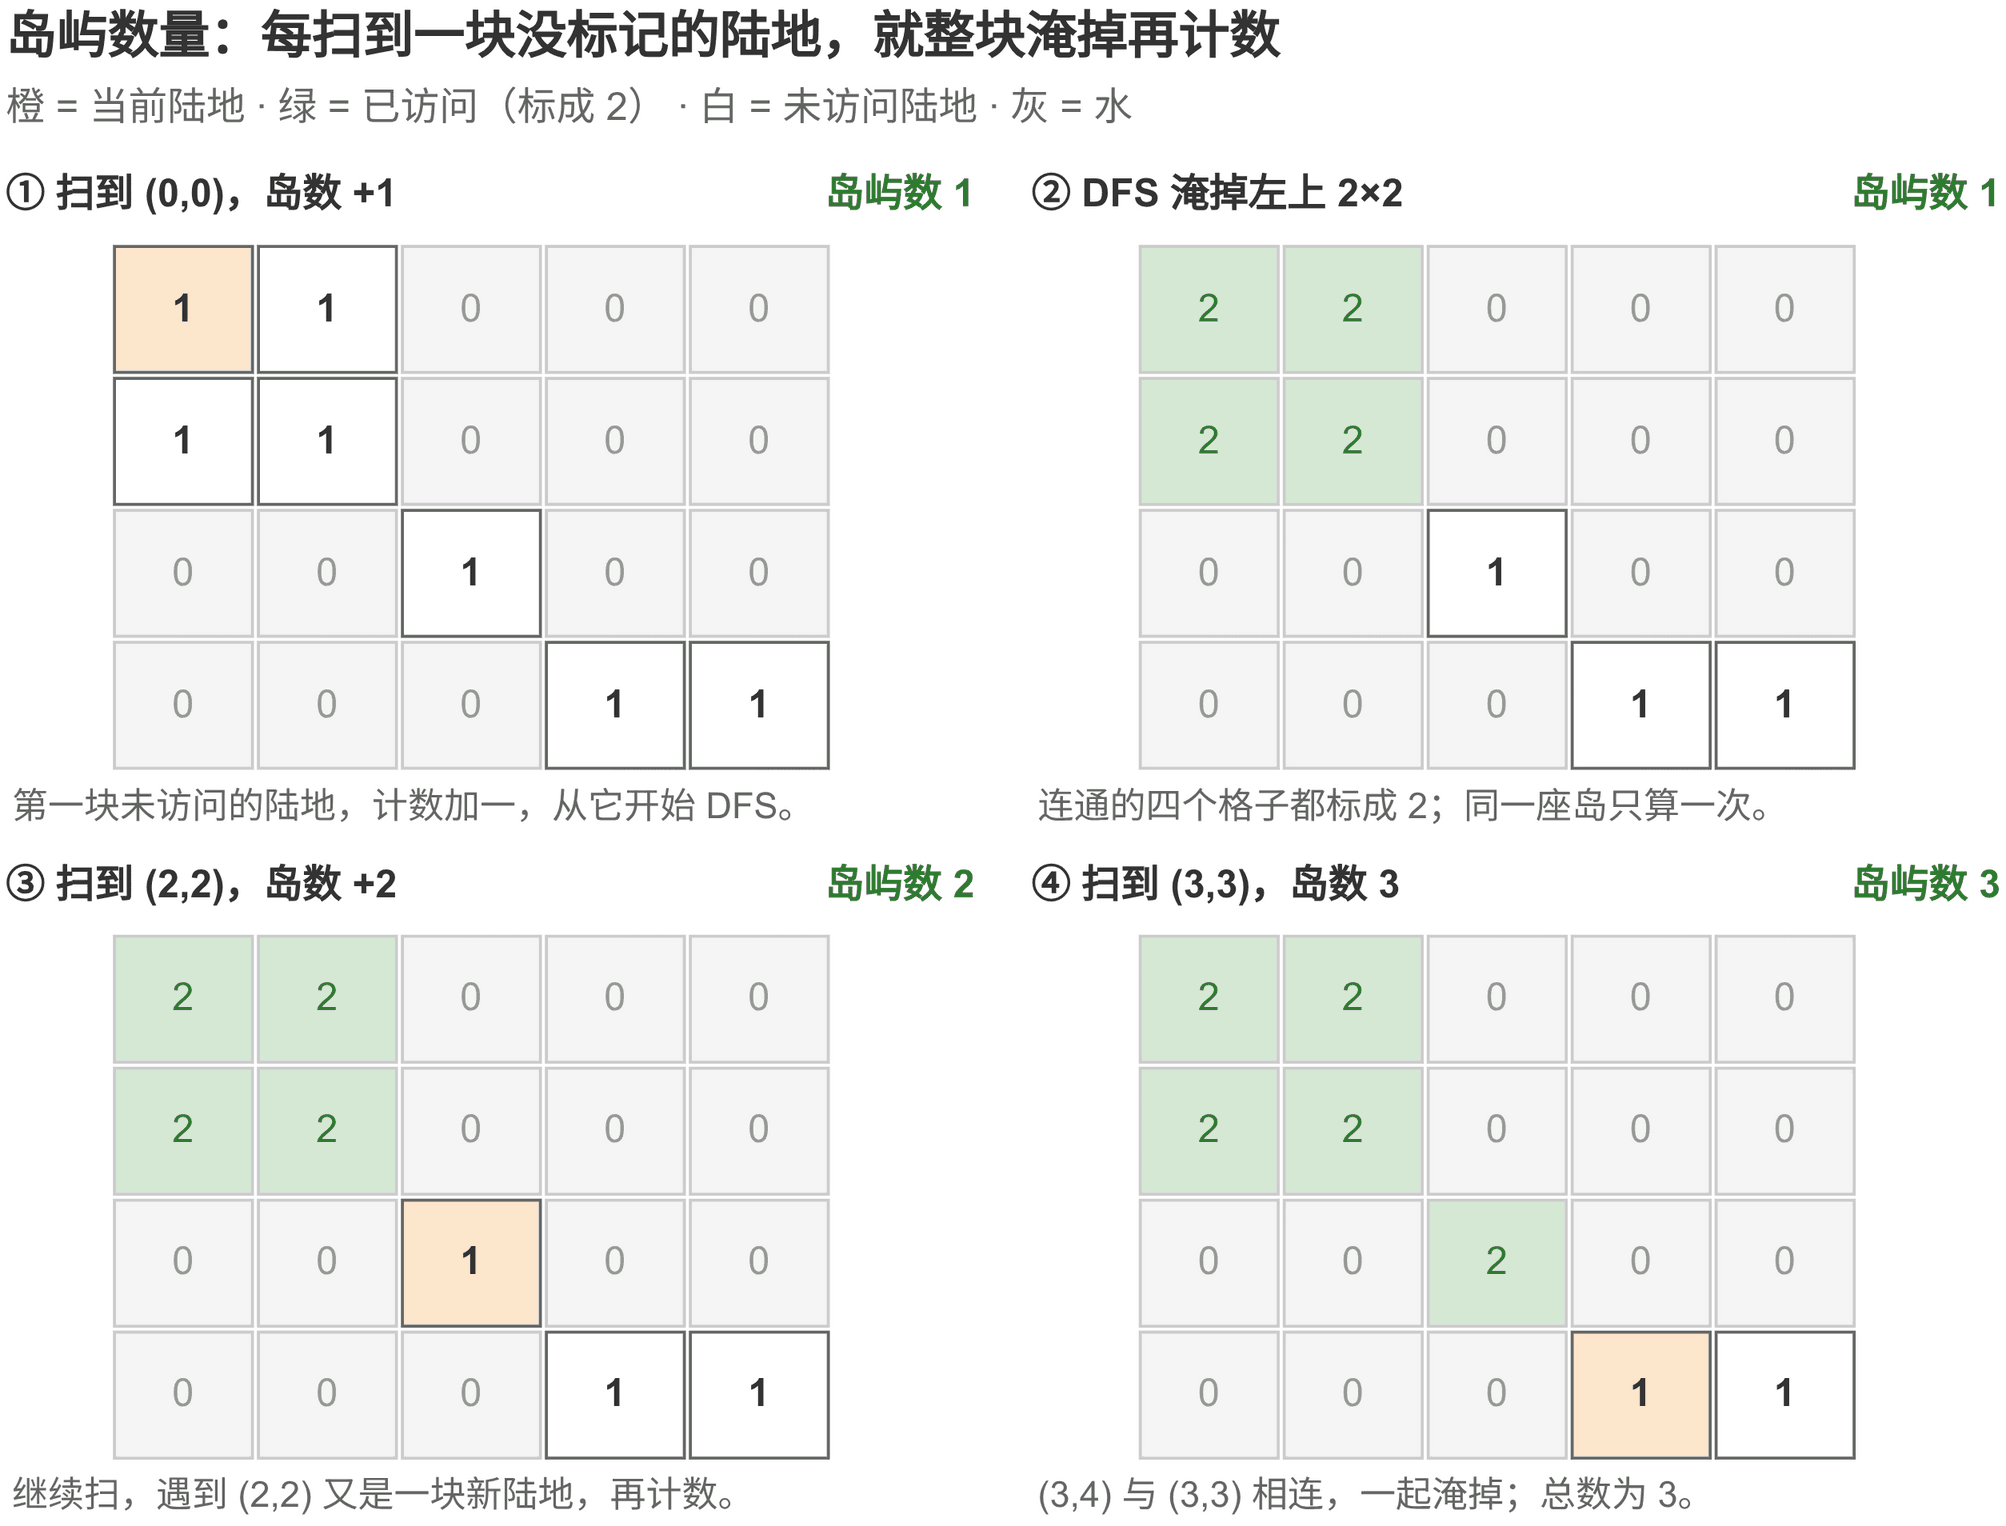 岛屿数量：每扫到一块没标记的陆地，就整块淹掉再计数
橙 = 当前陆地 · 绿 = 已访问（标成 2） · 白 = 未访问陆地 · 灰 = 水
① 扫到 (0,0)，岛数 +1 岛屿数 1
1 1 0 0 0
1 1 0 0 0
0 0 1 0 0
0 0 0 1 1
第一块未访问的陆地，计数加一，从它开始 DFS。
② DFS 淹掉左上 2×2 岛屿数 1
2 2 0 0 0
2 2 0 0 0
0 0 1 0 0
0 0 0 1 1
连通的四个格子都标成 2；同一座岛只算一次。
③ 扫到 (2,2)，岛数 +2 岛屿数 2
2 2 0 0 0
2 2 0 0 0
0 0 1 0 0
0 0 0 1 1
继续扫，遇到 (2,2) 又是一块新陆地，再计数。
④ 扫到 (3,3)，岛数 3 岛屿数 3
2 2 0 0 0
2 2 0 0 0
0 0 2 0 0
0 0 0 1 1
(3,4) 与 (3,3) 相连，一起淹掉；总数为 3。